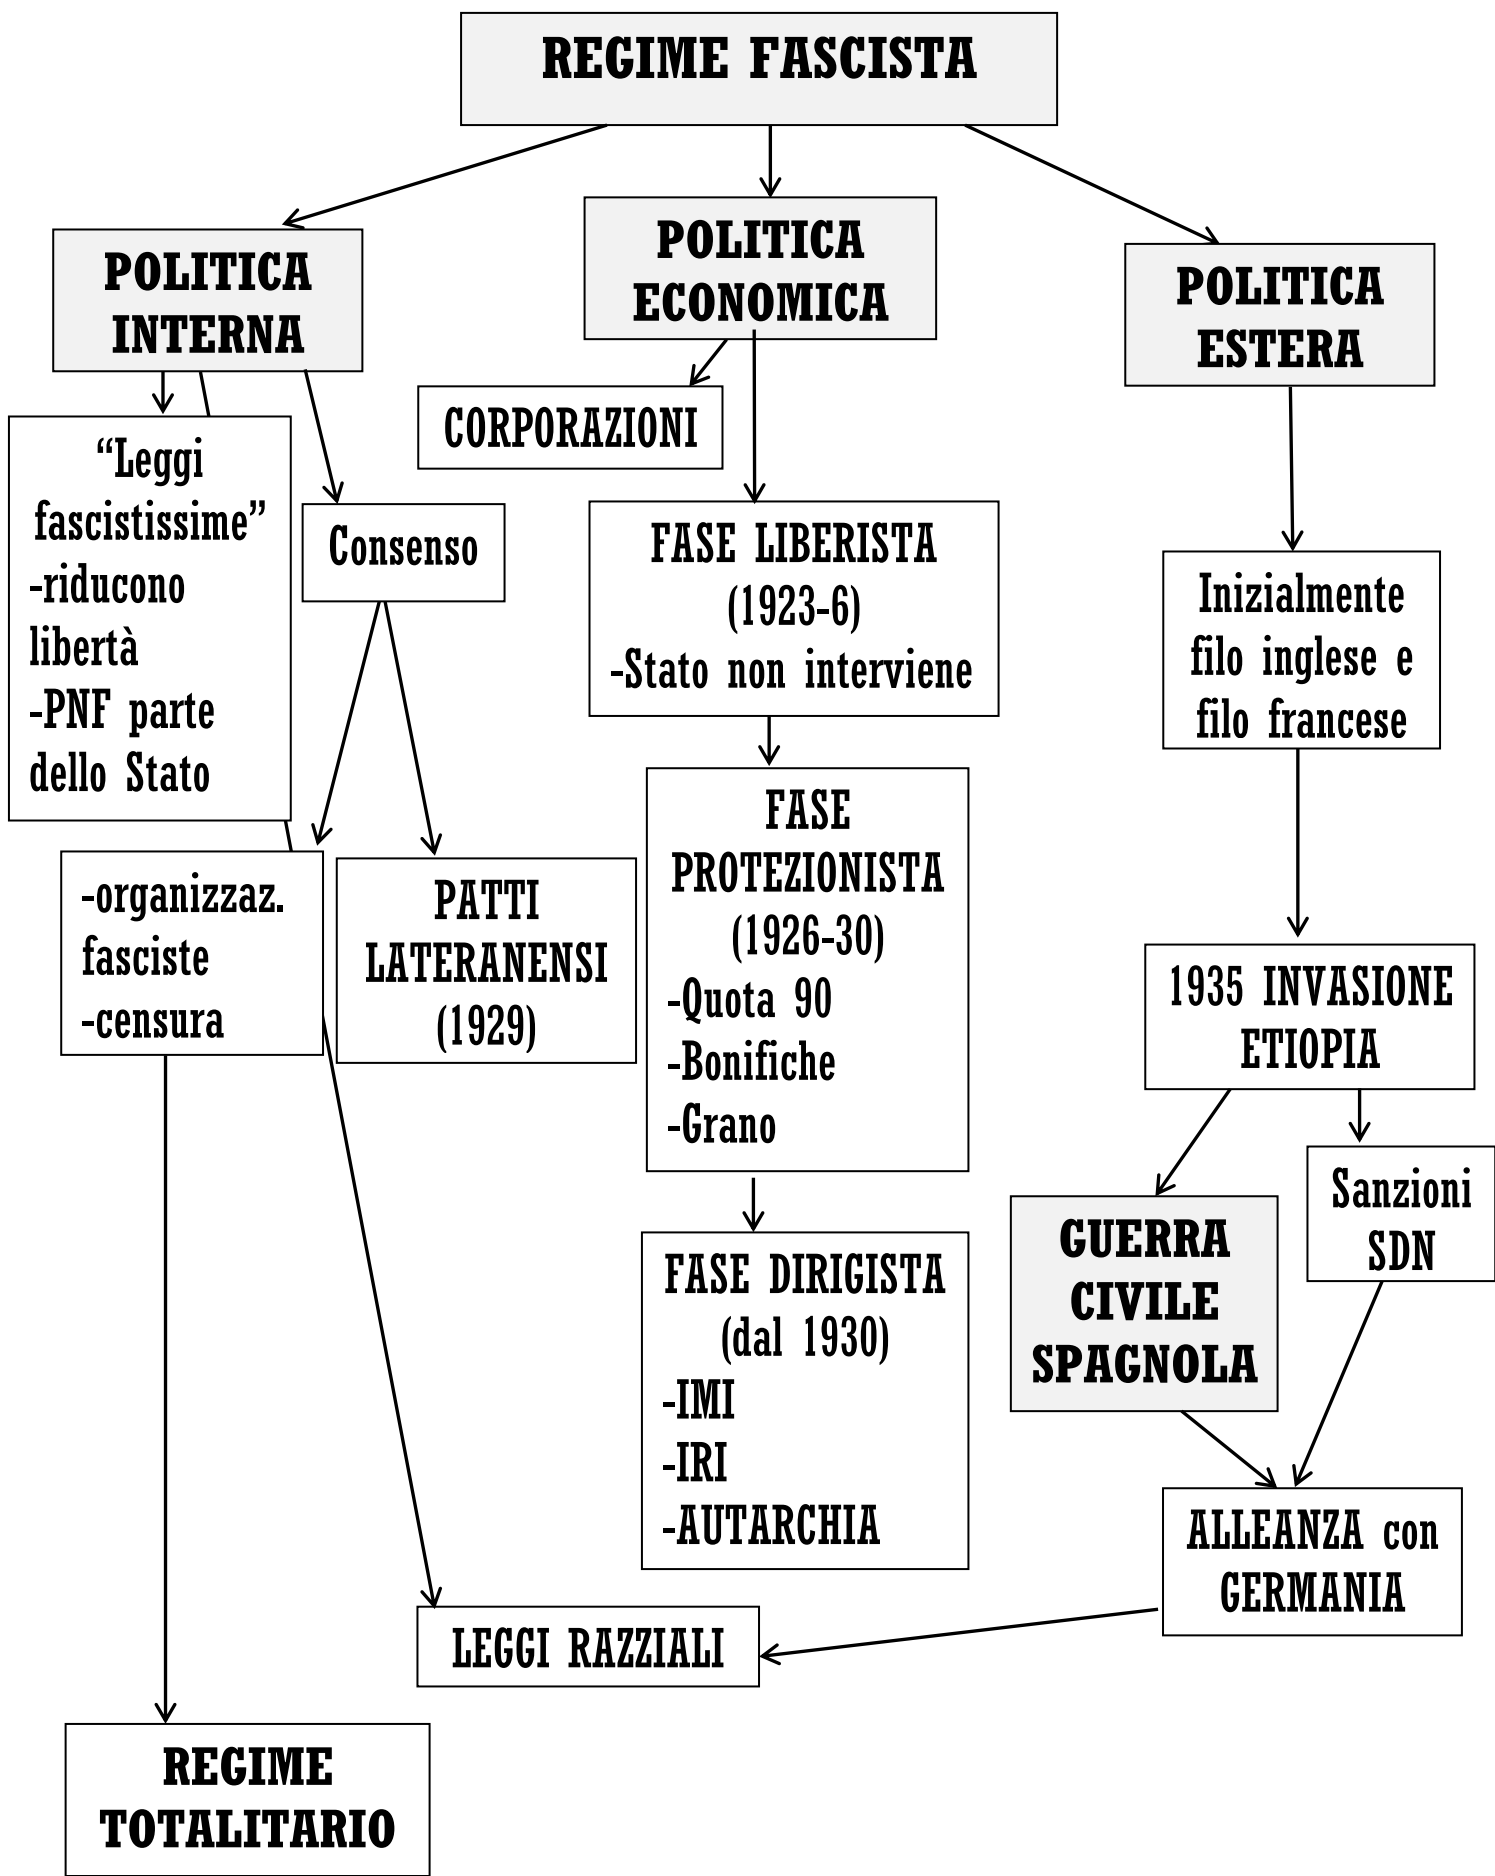 REGIME FASCISTA
POLITICA
INTERNA
POLITICA
ECONOMICA
POLITICA
ESTERA
“Leggi
fascistissime”
-riducono
libertà
-PNF parte
dello Stato
Consenso
CORPORAZIONI
FASE LIBERISTA
(1923-6)
-Stato non interviene
Inizialmente
filo inglese e
filo francese
-organizzaz.
fasciste
-censura
PATTI
LATERANENSI
(1929)
FASE
PROTEZIONISTA
(1926-30)
-Quota 90
-Bonifiche
-Grano
1935 INVASIONE
ETIOPIA
GUERRA
CIVILE
SPAGNOLA
Sanzioni
SDN
FASE DIRIGISTA
(dal 1930)
-IMI
-IRI
-AUTARCHIA
ALLEANZA con
GERMANIA
LEGGI RAZZIALI
REGIME
TOTALITARIO